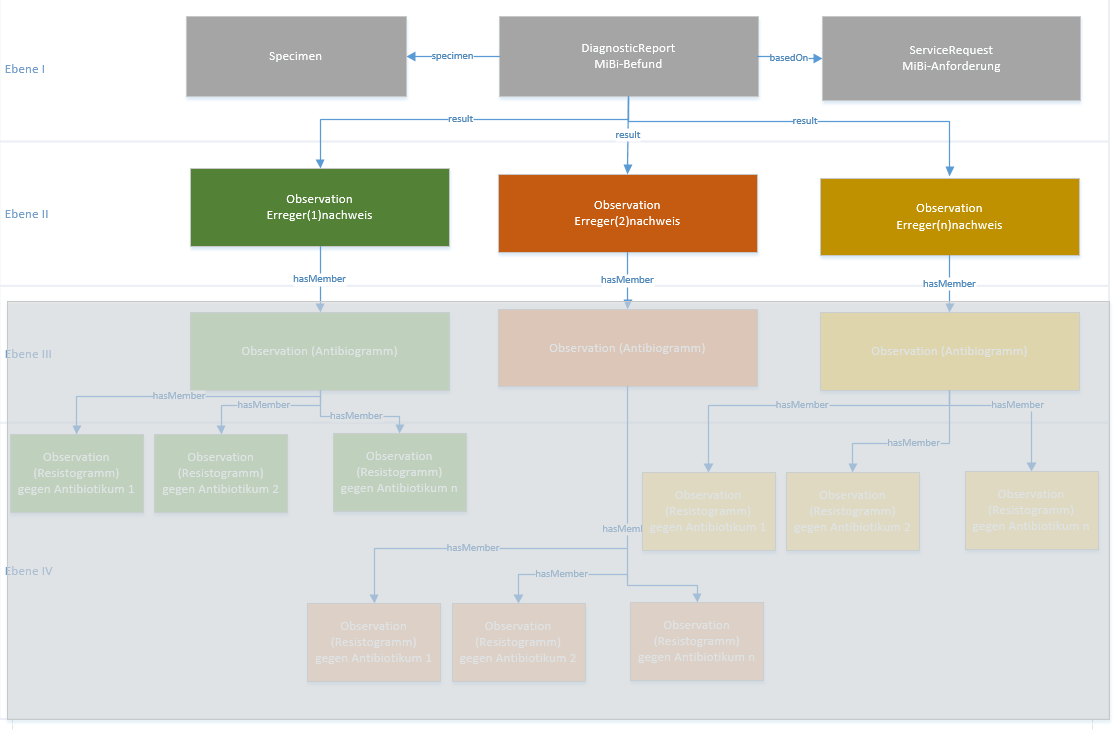 Ebene I
Specimen
specimen
DiagnosticReport
MiBi-Befund
basedOn
ServiceRequest
MiBi-Anforderung
result
result
result
Ebene II
Observation
Erreger(1)nachweis
Observation
Erreger(2)nachweis
Observation
Erreger(n)nachweis
hasMember
hasMember
hasMember
Ebene III
Observation (Antibiogramm)
Observation (Antibiogramm)
Observation (Antibiogramm)
hasMember
hasMember
hasMember
hasMember
hasMember
hasMember
Observation
(Resistogramm)
gegen Antibiotikum 1
Observation
(Resistogramm)
gegen Antibiotikum 2
Observation
(Resistogramm)
gegen Antibiotikum n
Observation
(Resistogramm)
gegen Antibiotikum 1
Observation
(Resistogramm)
gegen Antibiotikum 2
Observation
(Resistogramm)
gegen Antibiotikum n
Ebene IV
hasMem
hasMember
hasMember
Observation
(Resistogramm)
gegen Antibiotikum 1
Observation
(Resistogramm)
gegen Antibiotikum 2
Observation
(Resistogramm)
gegen Antibiotikum n